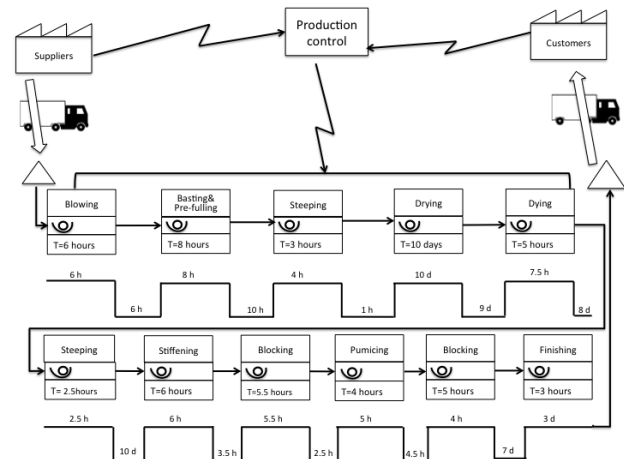 Suppliers
Production
control
Customers
Blowing
T=6 hours
Basting&
Pre-fulling
T=8 hours
Steeping
T=3 hours
Drying
T=10 days
Dying
T=5 hours
6 h
8 h
4 h
10 d
7.5 h
6 h
10 h
1 h
9 d
8 d
Steeping
T= 2.5hours
Stiffening
T=6 hours
Blocking
T=5.5 hours
Pumicing
T=4 hours
Blocking
T=5 hours
Finishing
T=3 hours
2.5 h
6 h
5.5 h
5 h
4 h
3 d
10 d
3.5 h
2.5 h
4.5 h
7 d